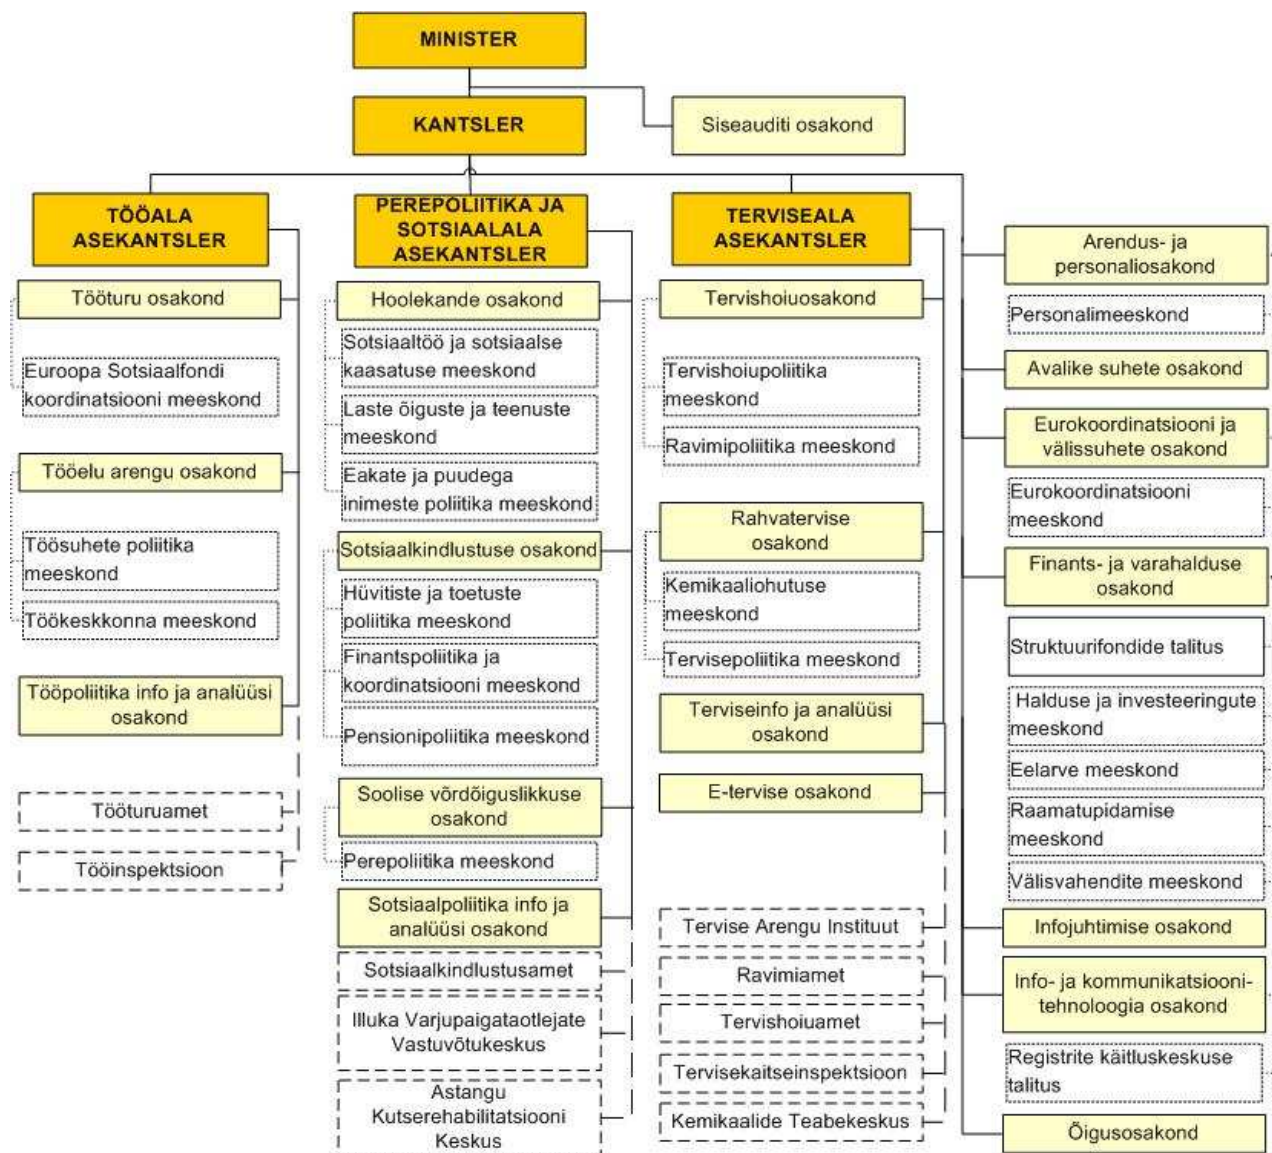 MINISTER
KANTSLER
Siseauditi osakond
TÖÖALA
ASEKANTSLER
Tööturu osakond
Euroopa Sotsiaalfondi
koordinatsiooni meeskond
Tööelu arengu osakond
Töösuhete poliitika
meeskond
Töökeskkonna meeskond
Tööpoliitika info ja analüüsi
osakond
Tööturuamet
Tööinspektsioon
PEREPOLIITIKA JA
SOTSIAALALA
ASEKANTSLER
Hoolekande osakond
Sotsiaaltöö ja sotsiaalse
kaasatuse meeskond
Laste õiguste ja teenuste
meeskond
Eakate ja puudega
inimeste poliitika meeskond
Sotsiaalkindlustuse osakond
Hüvitiste ja toetuste
poliitika meeskond
Finantspoliitika ja
koordinatsiooni meeskond
Pensionipoliitika meeskond
Soolise võrdõiguslikkuse
osakond
Perepoliitika meeskond
Sotsiaalpoliitika info ja
analüüsi osakond
Sotsiaalkindlustusamet
Illuka Varjupaigataotlejate
Vastuvõtukeskus
Astangu
Kutserehabilitatsiooni
Keskus
TERVISEALA
ASEKANTSLER
Tervishoiuosakond
Tervishoiupoliitika
meeskond
Ravimipoliitika meeskond
Rahvatervise
osakond
Kemikaaliohutuse
meeskond
Tervisepoliitika meeskond
Terviseinfo ja analüüsi
osakond
E-tervise osakond
Tervise Arengu Instituut
Ravimiamet
Tervishoiuamet
Tervisekaitseinspektsioon
Kemikaalide Teabekeskus
Arendus- ja
personaliosakond
Personalimeeskond
Avalike suhete osakond
Eurokoordinatsiooni ja
välissuhete osakond
Eurokoordinatsiooni
meeskond
Finants- ja varahalduse
osakond
Struktuurifondide talitus
Halduse ja investeeringute
meeskond
Eelarve meeskond
Raamatupidamise
meeskond
Välisvahendite meeskond
Infojuhtimise osakond
Info- ja kommunikatsiooni-
tehnoloogia osakond
Registrite käitluskeskuse
talitus
Õigusosakond